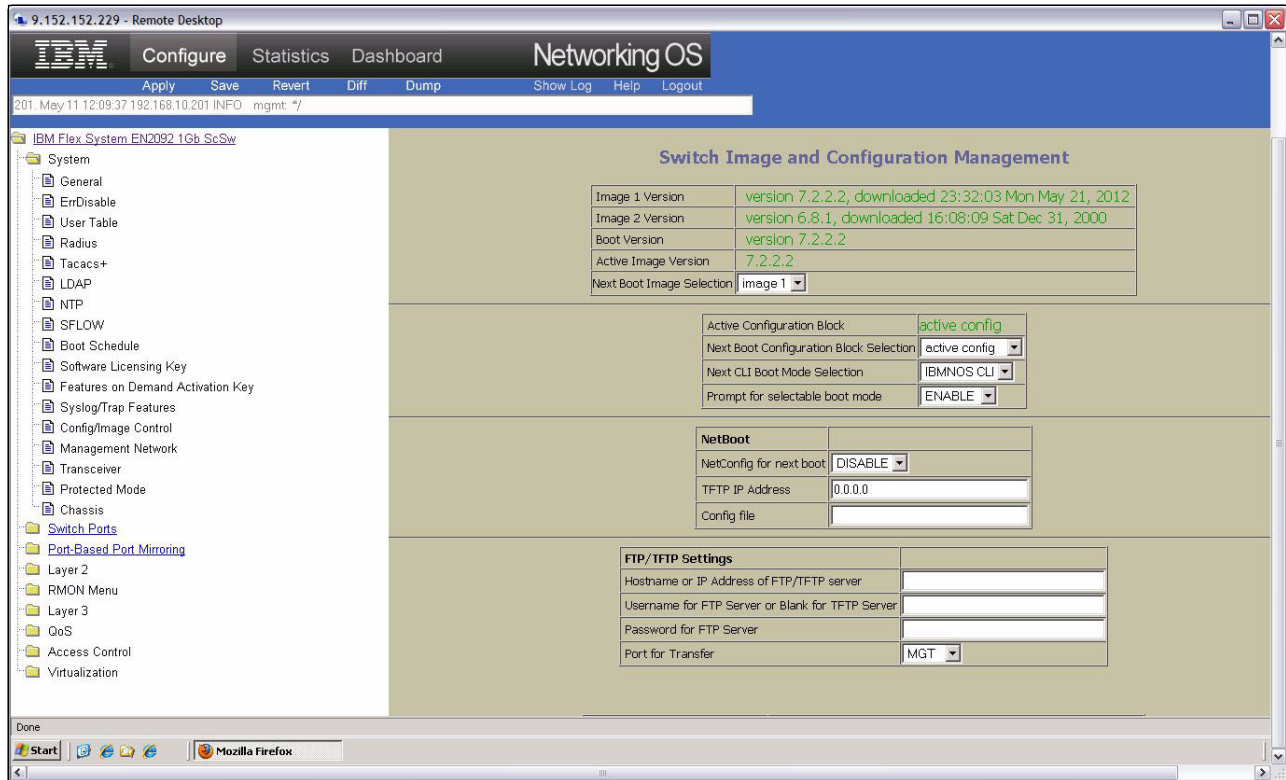 9.152.152.229 - Remote Desktop
IBM Configure Statistics Dashboard Networking OS
Apply Save Revert Diff Dump Show Log Help Logout
201. May 11 12:09:37 192.168.10.201 INFO mgmt: */
IBM Flex System EN2092 1Gb ScSw
System
General
ErrDisable
User Table
Radius
Tacacs+
LDAP
NTP
SFLOW
Boot Schedule
Software Licensing Key
Features on Demand Activation Key
Syslog/Trap Features
Config/Image Control
Management Network
Transceiver
Protected Mode
Chassis
Switch Ports
Port-Based Port Mirroring
Layer 2
RMON Menu
Layer 3
QoS
Access Control
Virtualization
Switch Image and Configuration Management
Image 1 Version version 7.2.2.2, downloaded 23:32:03 Mon May 21, 2012
Image 2 Version version 6.8.1, downloaded 16:08:09 Sat Dec 31, 2000
Boot Version version 7.2.2.2
Active Image Version 7.2.2.2
Next Boot Image Selection image 1
Active Configuration Block active config
Next Boot Configuration Block Selection active config
Next CLI Boot Mode Selection IBMNOS CLI
Prompt for selectable boot mode ENABLE
NetBoot
NetConfig for next boot DISABLE
TFTP IP Address 0.0.0.0
Config file
FTP/TFTP Settings
Hostname or IP Address of FTP/TFTP server
Username for FTP Server or Blank for TFTP Server
Password for FTP Server
Port for Transfer MGT
Done
Start Mozilla Firefox